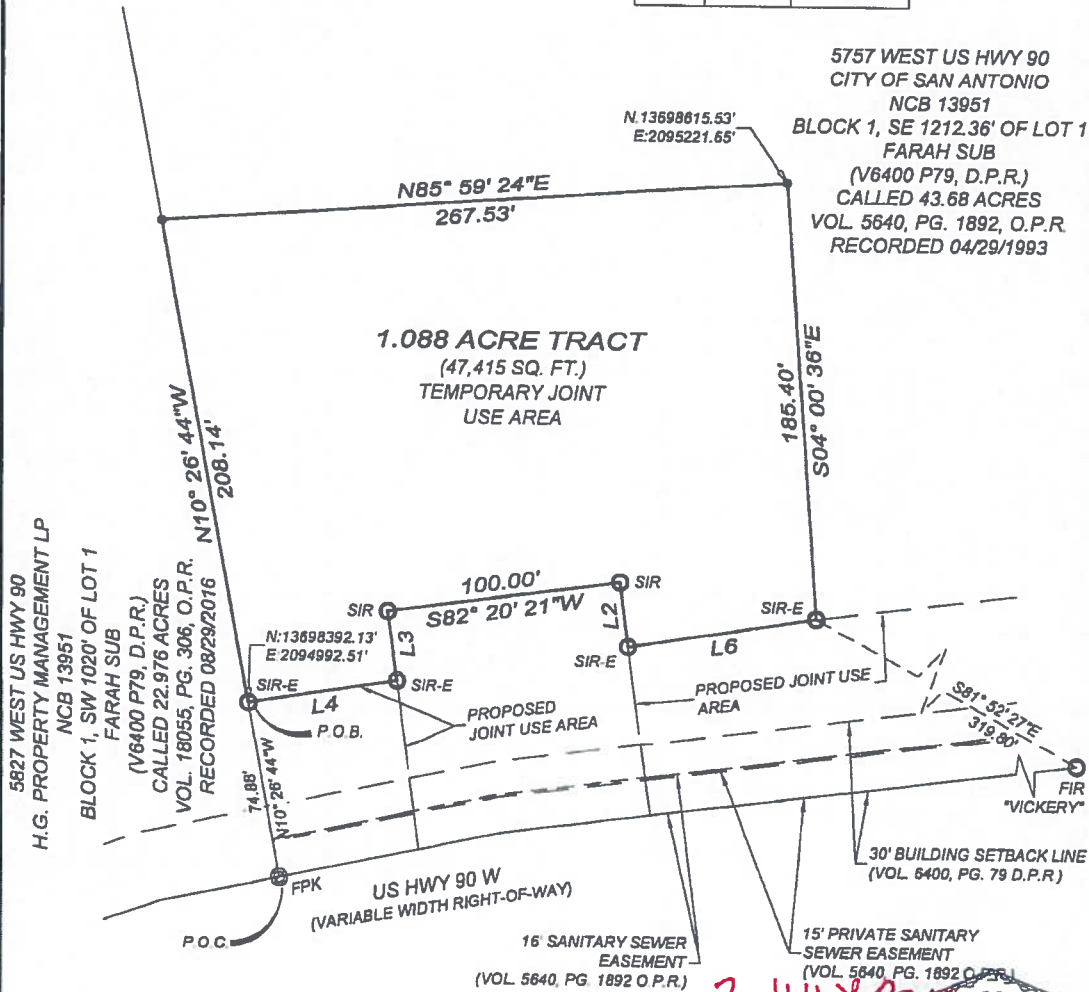 5757 WEST US HWY 90
CITY OF SAN ANTONIO
NCB 13951
BLOCK 1, SE 1212.36' OF LOT 1
FARAH SUB
(V6400 P79, D.P.R.)
CALLED 43.68 ACRES
VOL. 5640, PG. 1892, O.P.R.
RECORDED 04/29/1993
N.13698615.53'
E:2095221.65'
N85° 59' 24"E
267.53'
1.088 ACRE TRACT
(47,415 SQ. FT.)
TEMPORARY JOINT
USE AREA
185.40'
S04° 00' 36"E
N10° 26' 44"W
208.14'
5827 WEST US HWY 90
H.G. PROPERTY MANAGEMENT LP
NCB 13951
BLOCK 1, SW 1020' OF LOT 1
FARAH SUB
(V6400 P79, D.P.R.)
CALLED 22.976 ACRES
VOL. 18055, PG. 306, O.P.R.
RECORDED 08/29/2016
100.00'
S82° 20' 21"W
SIR
SIR
L3
L2
SIR-E
N:13698392.13'
E:2094992.51'
SIR-E
SIR-E
SIR-E
L4
L6
P.O.B.
PROPOSED
JOINT USE AREA
PROPOSED JOINT USE
AREA
S81° 52' 27"E
319.80'
74.88'
N10° 26' 44"W
FIR
"VICKERY"
FPK
US HWY 90 W
(VARIABLE WIDTH RIGHT-OF-WAY)
30' BUILDING SETBACK LINE
(VOL. 6400, PG. 79 D.P.R)
P.O.C.
16' SANITARY SEWER
EASEMENT
(VOL. 5640, PG. 1892 O.P.R.)
15' PRIVATE SANITARY
SEWER EASEMENT
(VOL. 5640, PG. 1892 O.P.R.)